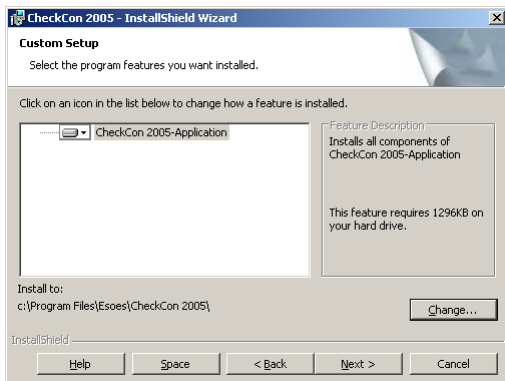 CheckCon 2005 - InstallShield Wizard
Custom Setup
Select the program features you want installed.
Click on an icon in the list below to change how a feature is installed.
CheckCon 2005-Application
Feature Description
Installs all components of
CheckCon 2005-Application
This feature requires 1296KB on
your hard drive.
Install to:
c:\Program Files\Esoes\CheckCon 2005\
Change...
InstallShield
Help Space < Back Next > Cancel